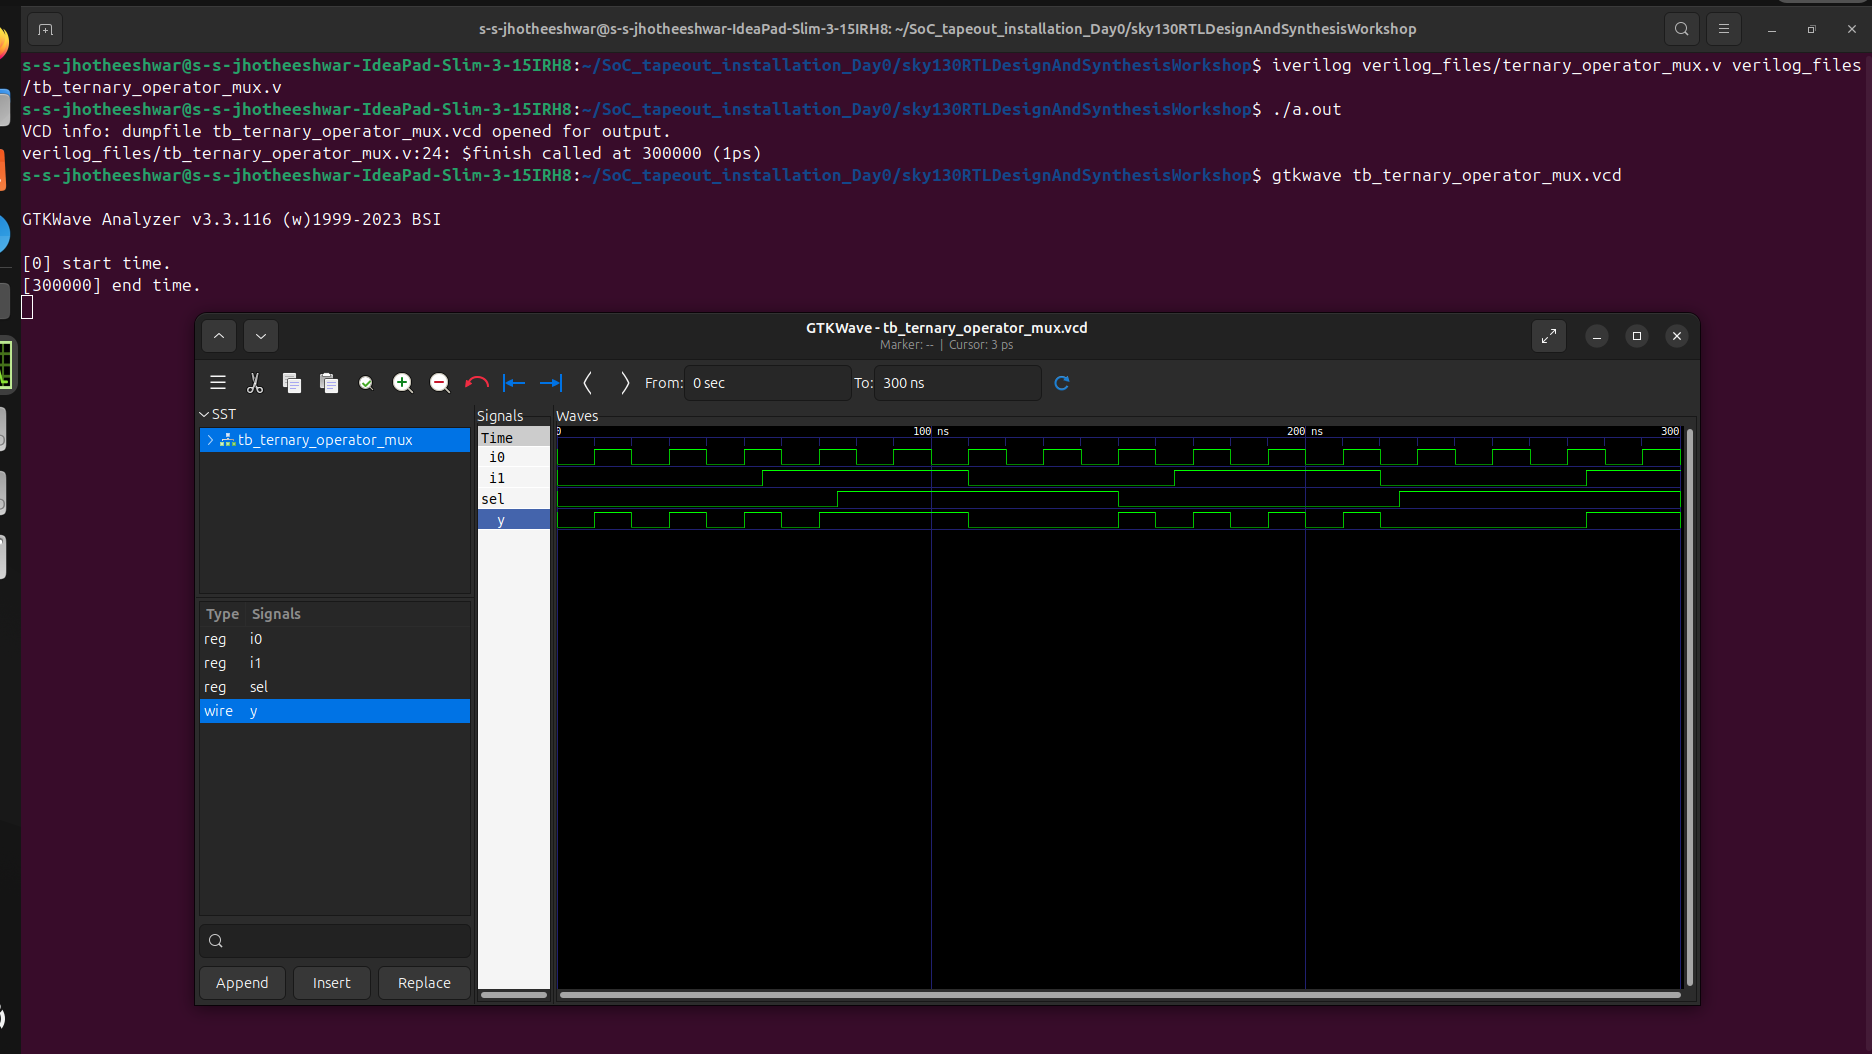 s-s-jhotheeshwar@s-s-jhotheeshwar-IdeaPad-Slim-3-15IRH8: ~/SoC_tapeout_installation_Day0/sky130RTLDesignAndSynthesisWorkshop
s-s-jhotheeshwar@s-s-jhotheeshwar-IdeaPad-Slim-3-15IRH8:~/SoC_tapeout_installation_Day0/sky130RTLDesignAndSynthesisWorkshop$ iverilog verilog_files/ternary_operator_mux.v verilog_files
/tb_ternary_operator_mux.v
s-s-jhotheeshwar@s-s-jhotheeshwar-IdeaPad-Slim-3-15IRH8:~/SoC_tapeout_installation_Day0/sky130RTLDesignAndSynthesisWorkshop$ ./a.out
VCD info: dumpfile tb_ternary_operator_mux.vcd opened for output.
verilog_files/tb_ternary_operator_mux.v:24: $finish called at 300000 (1ps)
s-s-jhotheeshwar@s-s-jhotheeshwar-IdeaPad-Slim-3-15IRH8:~/SoC_tapeout_installation_Day0/sky130RTLDesignAndSynthesisWorkshop$ gtkwave tb_ternary_operator_mux.vcd
GTKWave Analyzer v3.3.116 (w)1999-2023 BSI
[0] start time.
[300000] end time.
GTKWave - tb_ternary_operator_mux.vcd
Marker: -- | Cursor: 3 ps
From: 0 sec To: 300 ns
SST
tb_ternary_operator_mux
Type Signals
reg i0
reg i1
reg sel
wire y
Append Insert Replace
Signals
Time
i0
i1
sel
y
Waves
0 100 ns 200 ns 300